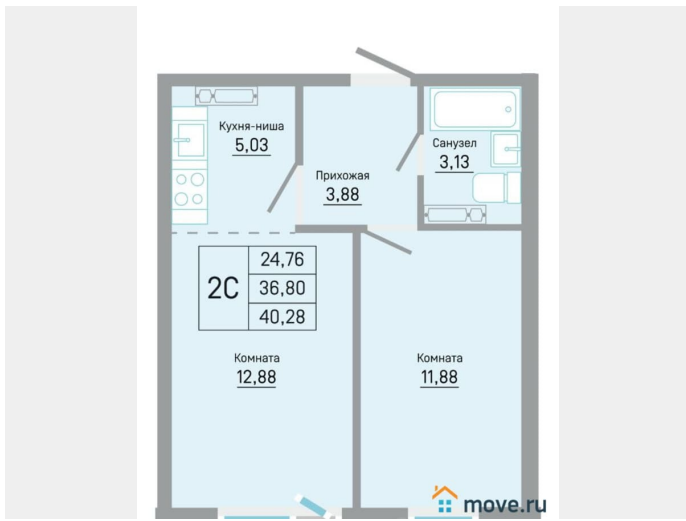 Кухня-ниша
5,03
Прихожая
3,88
Санузел
3,13
2С
24,76
36,80
40,28
Комната
12,88
Комната
11,88
move.ru